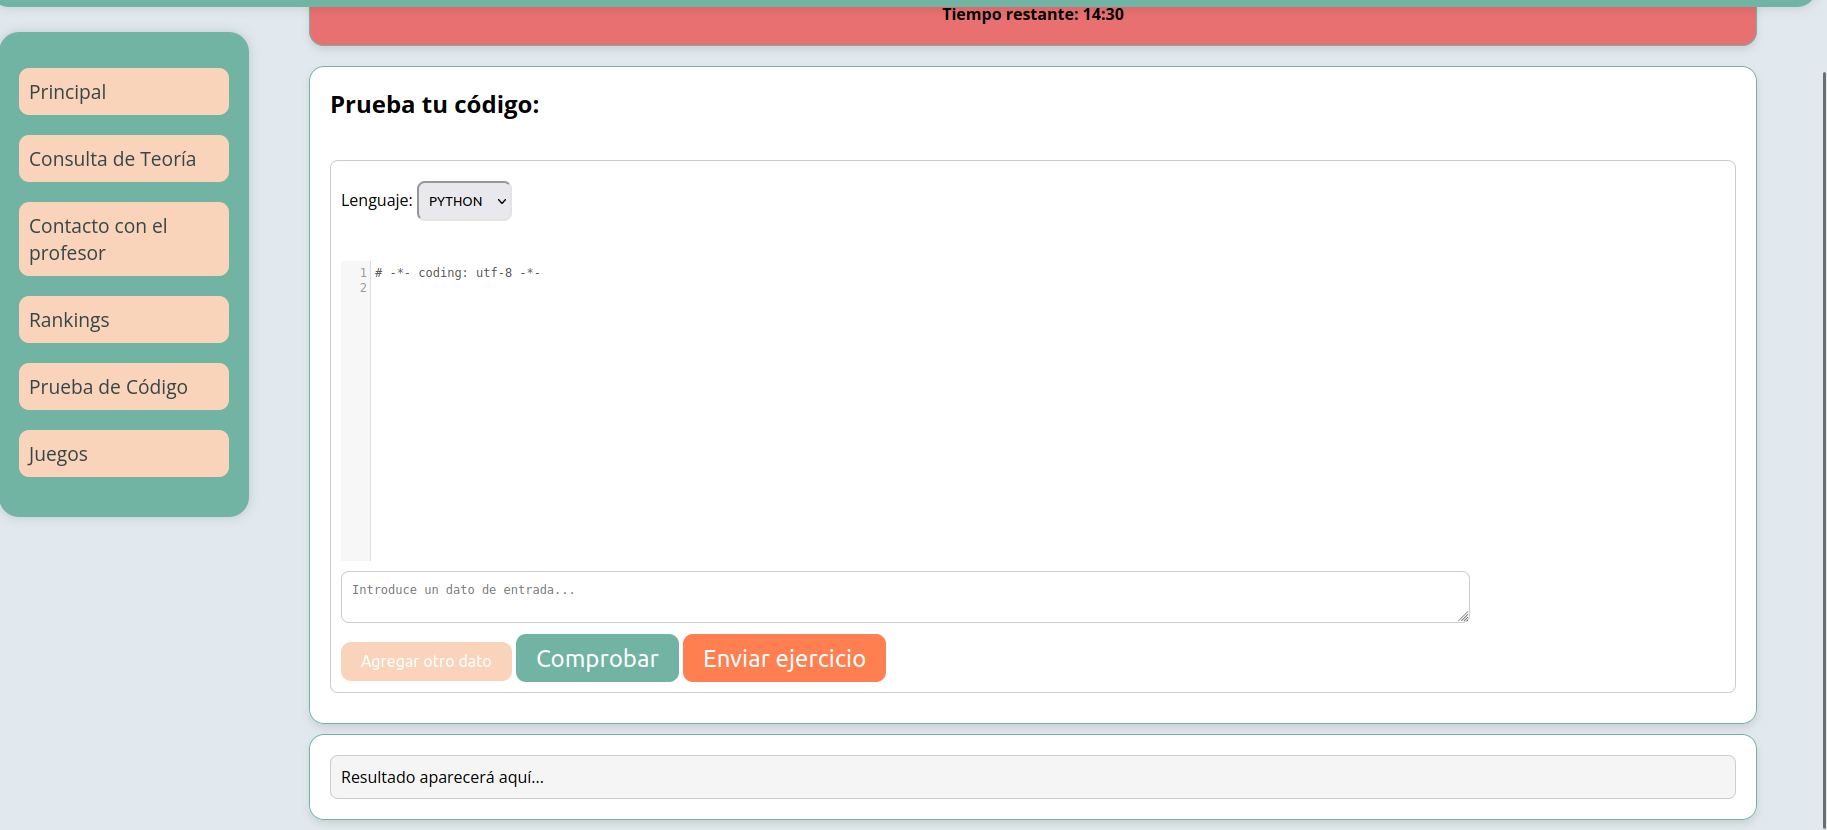 Tiempo restante: 14:30
Principal
Consulta de Teoría
Contacto con el
profesor
Rankings
Prueba de Código
Juegos
Prueba tu código:
Lenguaje: PYTHON
1 # -*- coding: utf-8 -*-
2
Introduce un dato de entrada...
Agregar otro dato Comprobar Enviar ejercicio
Resultado aparecerá aquí...